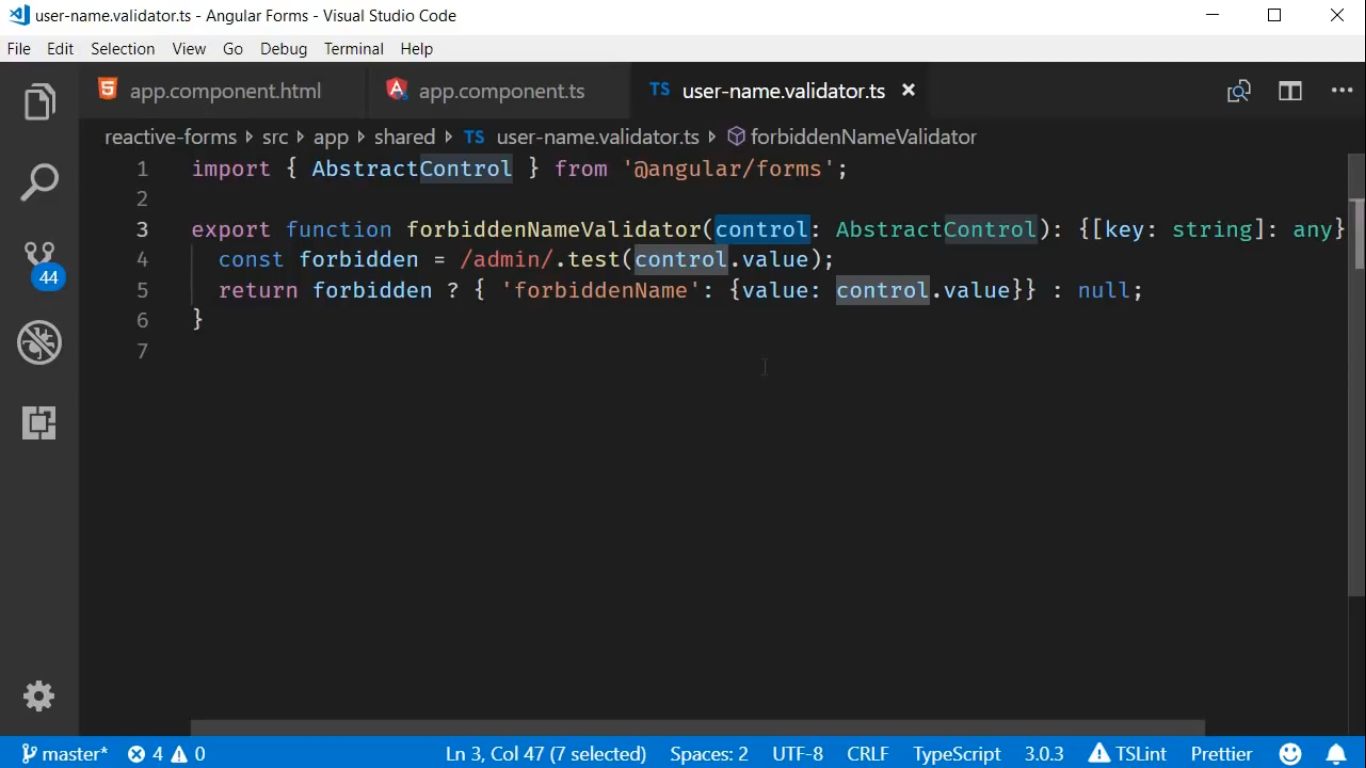 user-name.validator.ts - Angular Forms - Visual Studio Code
File Edit Selection View Go Debug Terminal Help
app.component.html app.component.ts TS user-name.validator.ts
reactive-forms src app shared TS user-name.validator.ts forbiddenNameValidator
1 import { AbstractControl } from '@angular/forms';
2
3 export function forbiddenNameValidator(control: AbstractControl): {[key: string]: any}
4 const forbidden = /admin/.test(control.value);
5 return forbidden ? { 'forbiddenName': {value: control.value}} : null;
6 }
7
44
master* 4 0 Ln 3, Col 47 (7 selected) Spaces: 2 UTF-8 CRLF TypeScript 3.0.3 TSLint Prettier